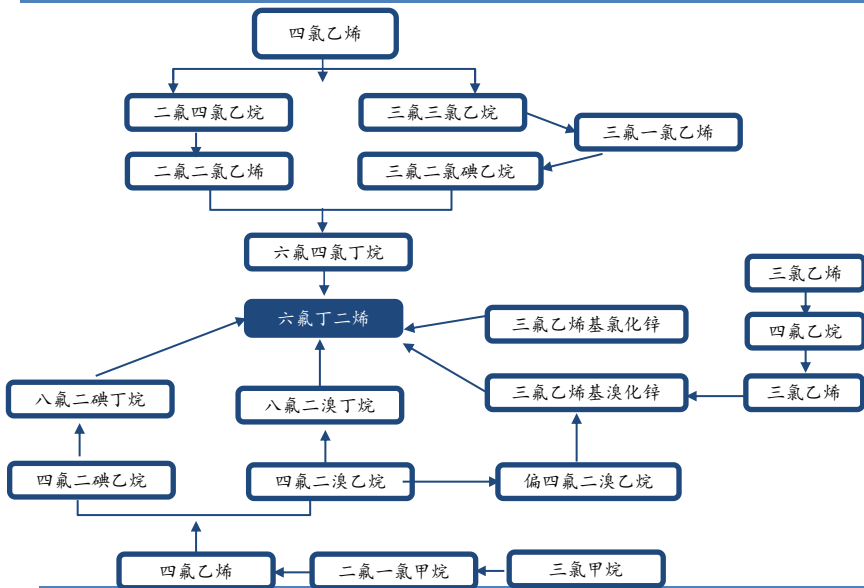 四氯乙烯
二氟四氯乙烷
三氟三氯乙烷
三氟一氯乙烯
二氟二氯乙烯
三氟二氯碘乙烷
六氟四氯丁烷
三氯乙烯
六氟丁二烯
三氟乙烯基氯化锌
四氟乙烷
八氟二碘丁烷
八氟二溴丁烷
三氟乙烯基溴化锌
三氯乙烯
四氟二碘乙烷
四氟二溴乙烷
偏四氟二溴乙烷
四氟乙烯
二氟一氯甲烷
三氯甲烷